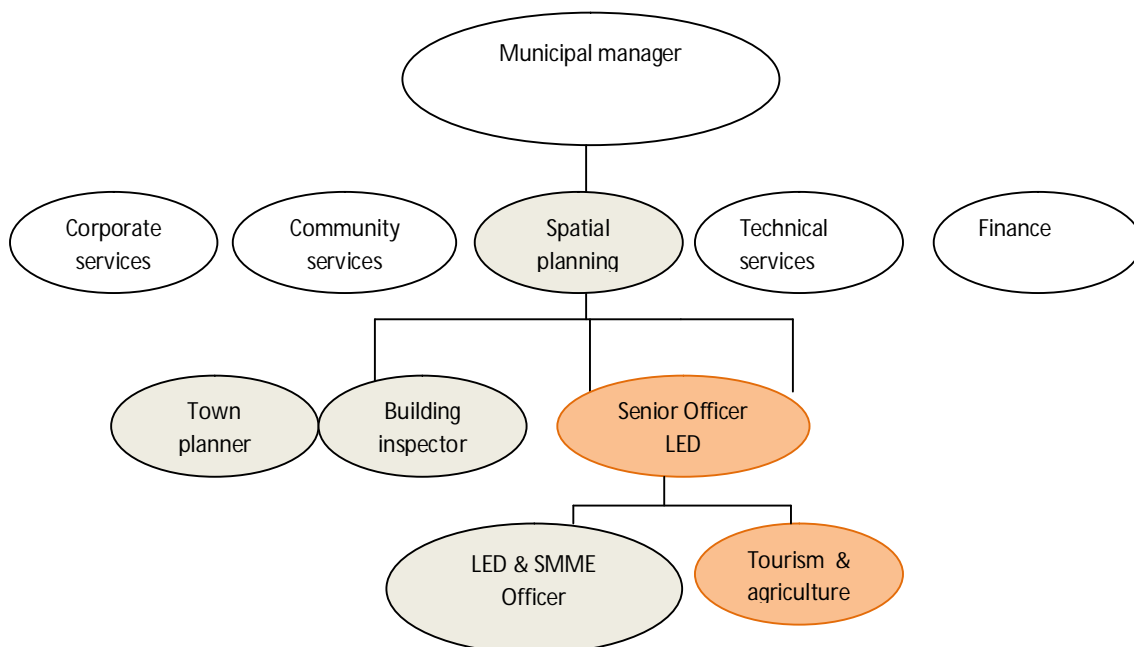 Municipal manager
Corporate
services
Community
services
Spatial
planning
Technical
services
Finance
Town
planner
Building
inspector
Senior Officer
LED
LED & SMME
Officer
Tourism &
agriculture